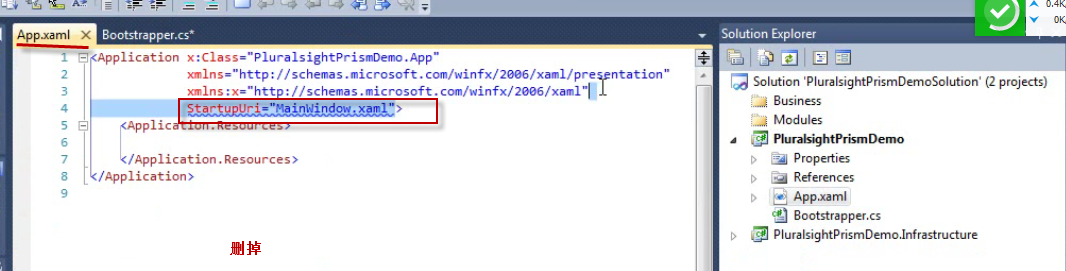 0.4K
0K
App.xaml
Bootstrapper.cs*
1 <Application x:Class="PluralsightPrismDemo.App"
2 xmlns="http://schemas.microsoft.com/winfx/2006/xaml/presentation"
3 xmlns:x="http://schemas.microsoft.com/winfx/2006/xaml"
4 StartupUri="MainWindow.xaml">
5 <Application.Resources>
6
7 </Application.Resources>
8 </Application>
9
删掉
Solution Explorer
Solution 'PluralsightPrismDemoSolution' (2 projects)
Business
Modules
PluralsightPrismDemo
Properties
References
App.xaml
Bootstrapper.cs
PluralsightPrismDemo.Infrastructure